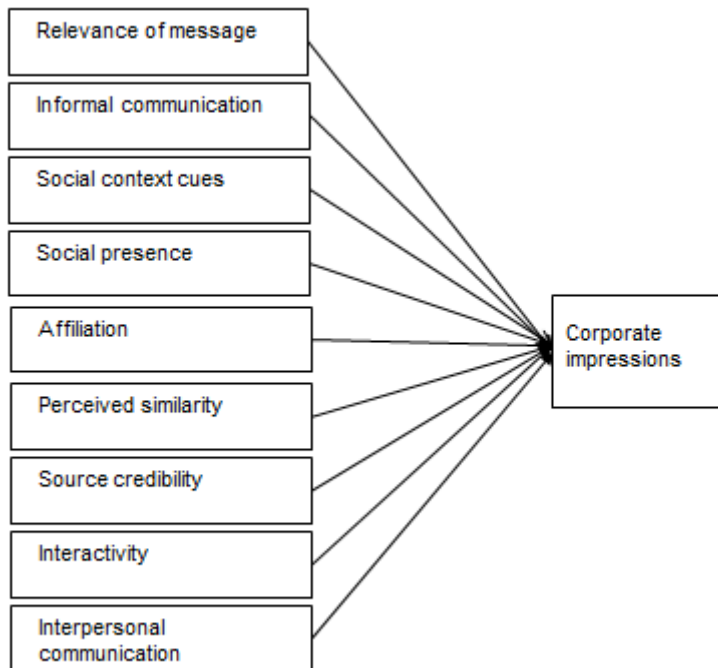 Relevance of message
Informal communication
Social context cues
Social presence
Affiliation
Perceived similarity
Source credibility
Interactivity
Interpersonal
communication
Corporate
impressions